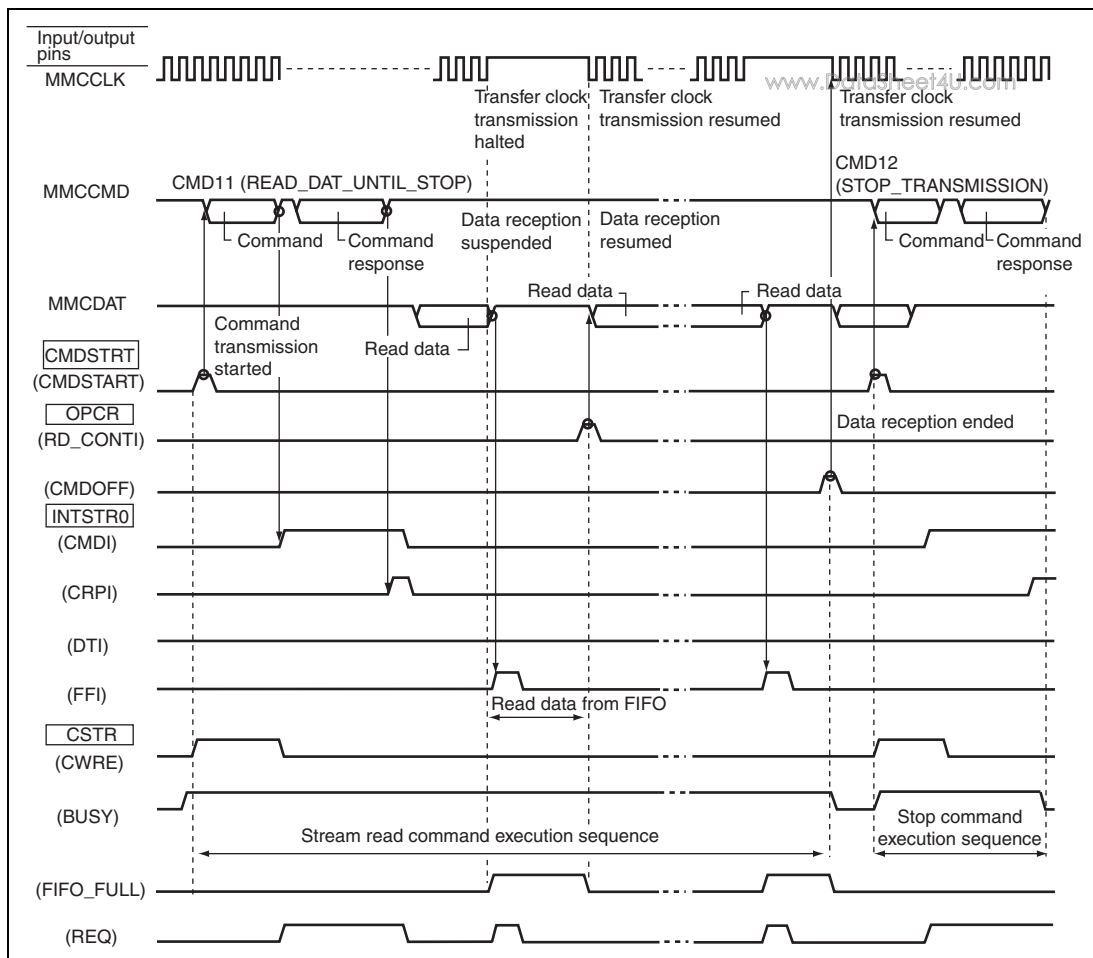 Input/output
pins
MMCCLK
www.DataSheet4U.com
Transfer clock
transmission
halted
Transfer clock
transmission resumed
Transfer clock
transmission resumed
MMCCMD
CMD11 (READ_DAT_UNTIL_STOP)
CMD12
(STOP_TRANSMISSION)
Command
Command
response
Data reception
suspended
Data reception
resumed
Command
Command
response
MMCDAT
Read data
Read data
Read data
Command
transmission
started
CMDSTRT
(CMDSTART)
OPCR
(RD_CONTI)
Data reception ended
(CMDOFF)
INTSTR0
(CMDI)
(CRPI)
(DTI)
(FFI)
Read data from FIFO
CSTR
(CWRE)
(BUSY)
Stream read command execution sequence
Stop command
execution sequence
(FIFO_FULL)
(REQ)